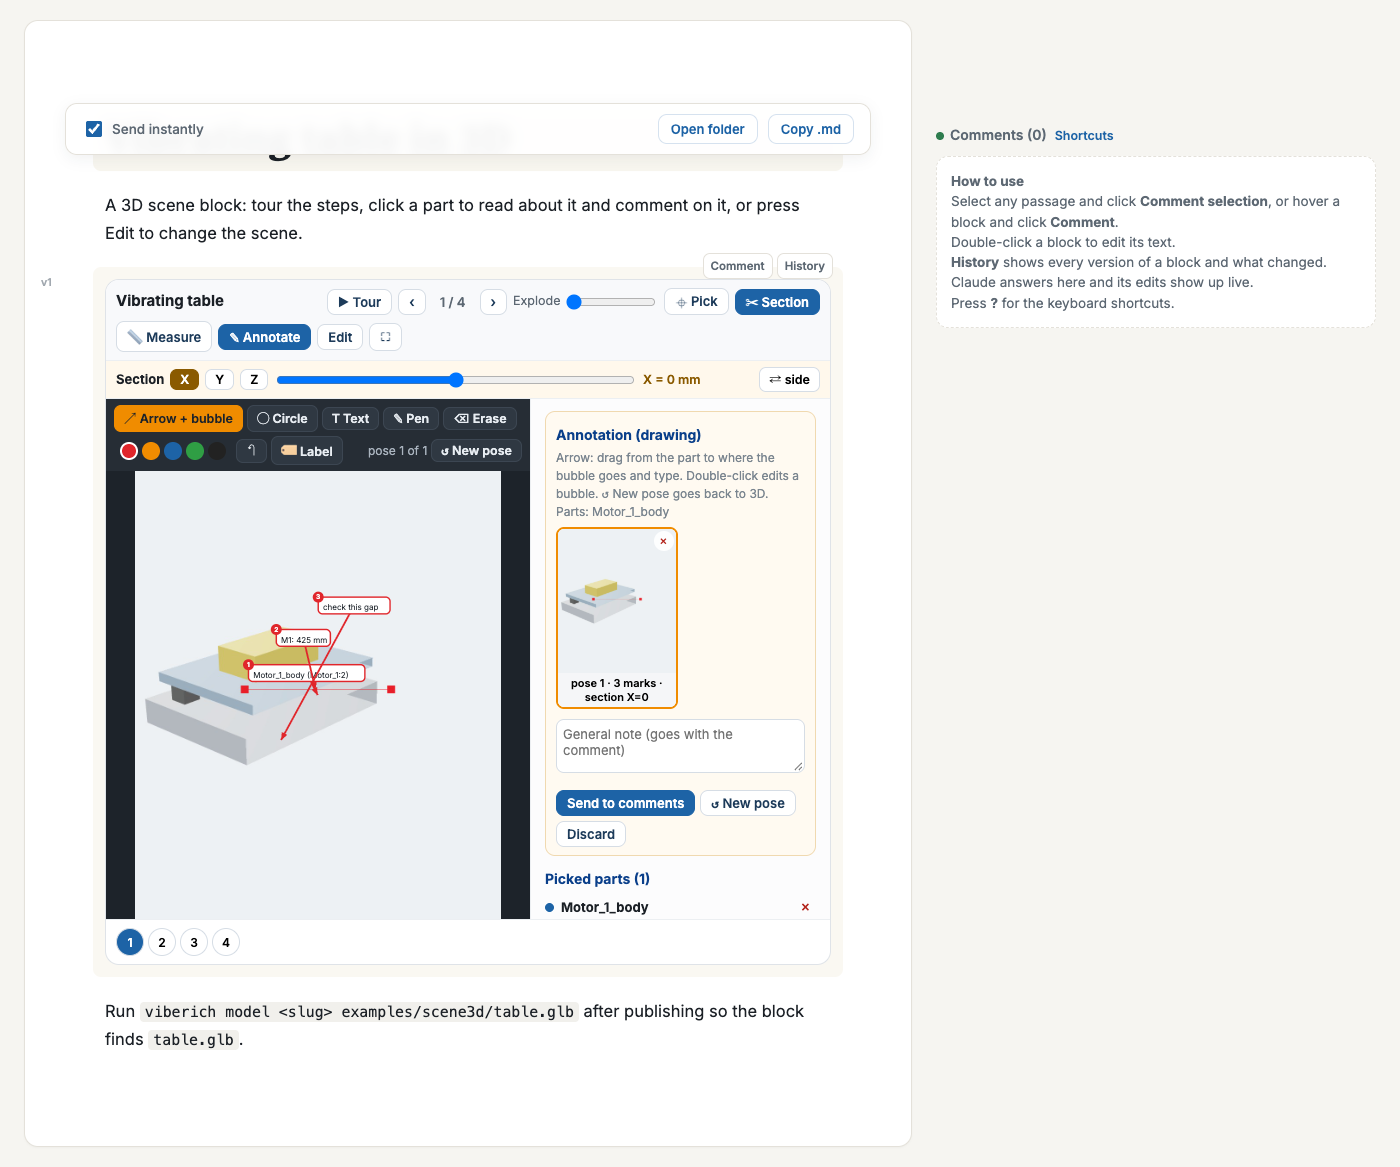 Send instantly
Open folder
Copy .md
A 3D scene block: tour the steps, click a part to read about it and comment on it, or press
Edit to change the scene.
v1
Comment
History
Vibrating table
▶ Tour
‹
1 / 4
›
Explode
⌖ Pick
✂ Section
📏 Measure
✎ Annotate
Edit
⛶
Section
X
Y
Z
X = 0 mm
⇄ side
↗ Arrow + bubble
◯ Circle
T Text
✎ Pen
⌫ Erase
↶
🏷️ Label
pose 1 of 1
↺ New pose
3
check this gap
2
M1: 425 mm
1
Motor_1_body (Motor_1:2)
Annotation (drawing)
Arrow: drag from the part to where the
bubble goes and type. Double-click edits a
bubble. ↺ New pose goes back to 3D.
Parts: Motor_1_body
×
pose 1 · 3 marks ·
section X=0
General note (goes with the
comment)
Send to comments
↺ New pose
Discard
Picked parts (1)
Motor_1_body
×
1
2
3
4
Run viberich model <slug> examples/scene3d/table.glb after publishing so the block
finds table.glb.
Comments (0)
Shortcuts
How to use
Select any passage and click Comment selection, or hover a
block and click Comment.
Double-click a block to edit its text.
History shows every version of a block and what changed.
Claude answers here and its edits show up live.
Press ? for the keyboard shortcuts.